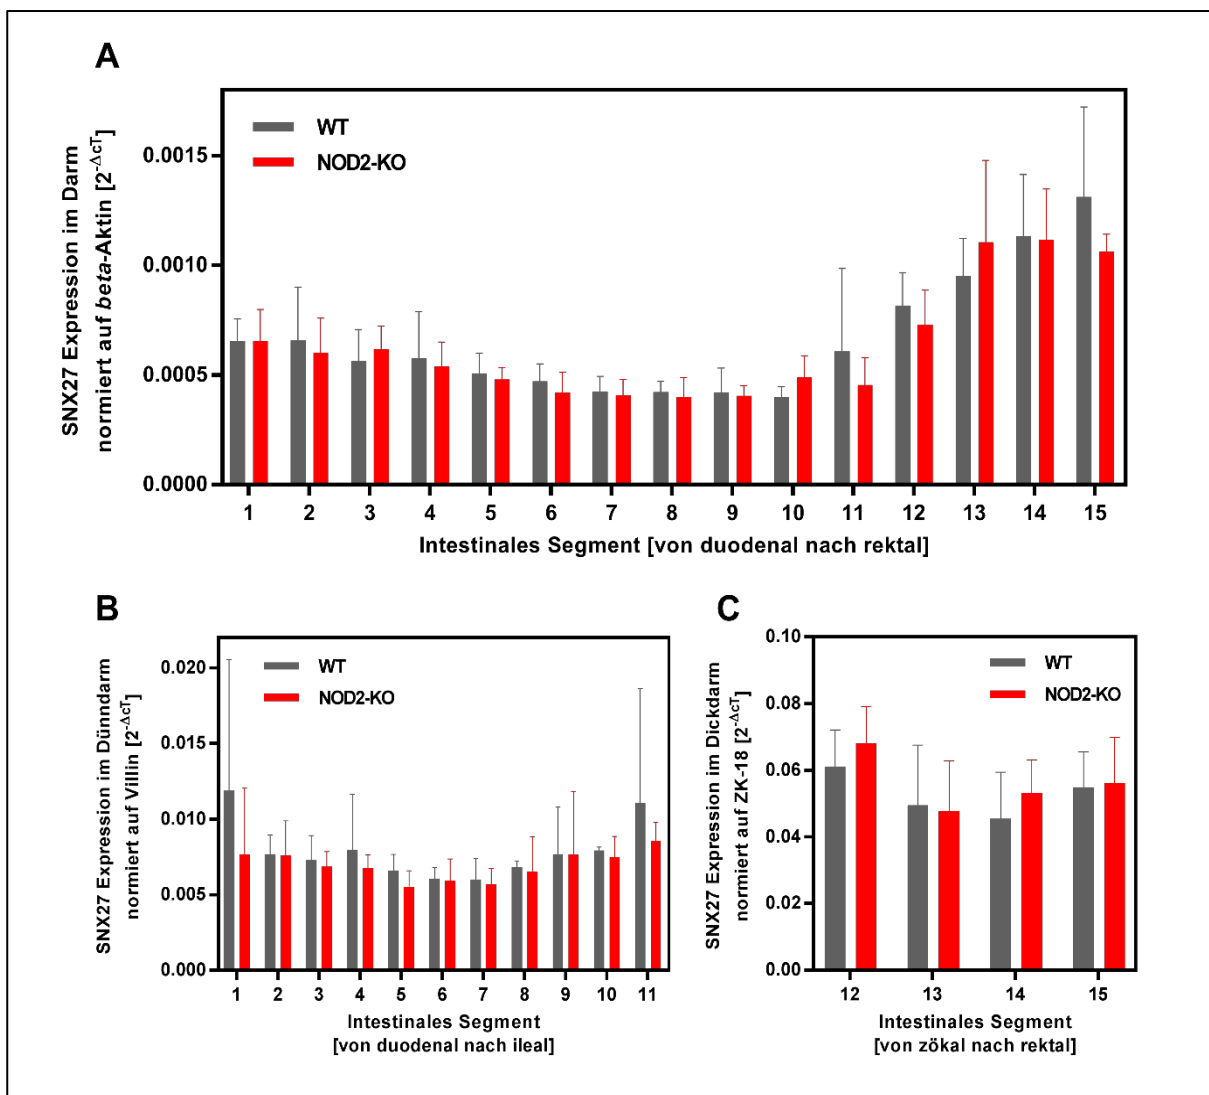 A
SNX27 Expression im Darm
normiert auf beta-Aktin [2^-ΔcT]
WT
NOD2-KO
0.0015
0.0010
0.0005
0.0000
1 2 3 4 5 6 7 8 9 10 11 12 13 14 15
Intestinales Segment [von duodenal nach rektal]
B
SNX27 Expression im Dünndarm
normiert auf Villin [2^-ΔcT]
WT
NOD2-KO
0.020
0.015
0.010
0.005
0.000
1 2 3 4 5 6 7 8 9 10 11
Intestinales Segment
[von duodenal nach ileal]
C
SNX27 Expression im Dickdarm
normiert auf ZK-18 [2^-ΔcT]
WT
NOD2-KO
0.10
0.08
0.06
0.04
0.02
0.00
12 13 14 15
Intestinales Segment
[von zökal nach rektal]